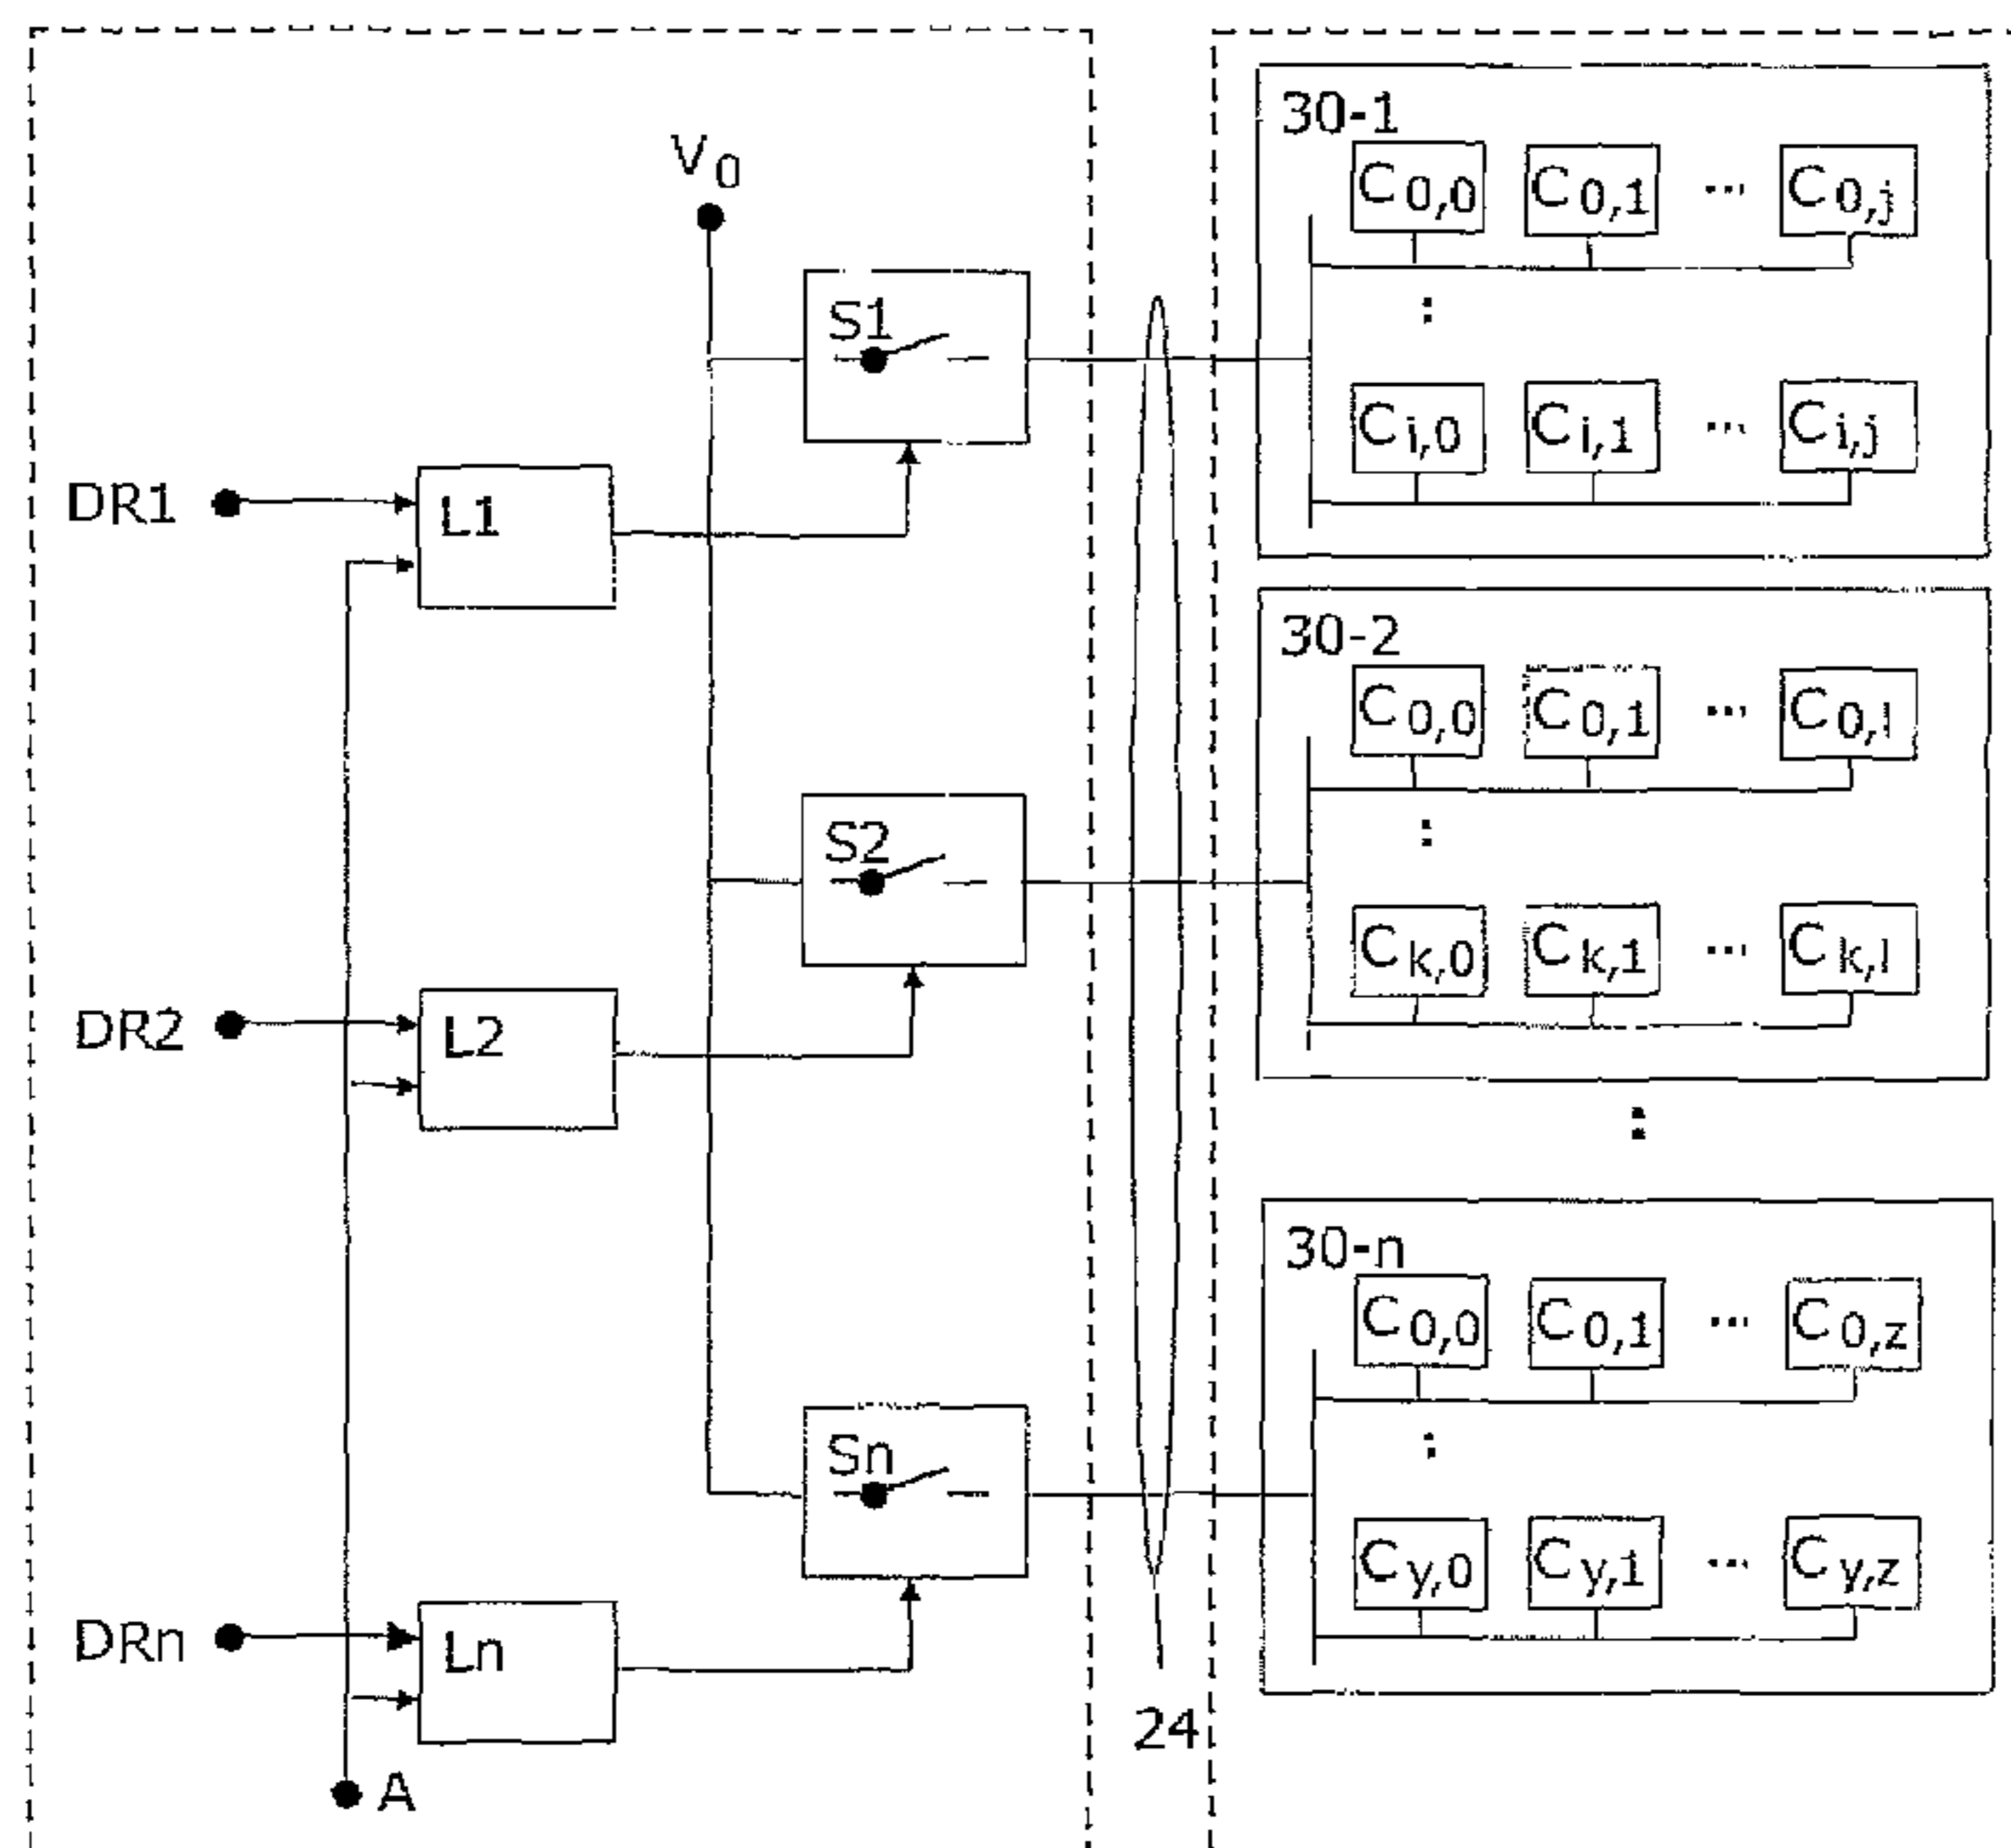 V0
S1
DR1
L1
S2
DR2
L2
Sn
DRn
Ln
A
24
30-1
C0,0 C0,1 ... C0,j
:
Ci,0 Ci,1 ... Ci,j
30-2
C0,0 C0,1 ... C0,l
:
Ck,0 Ck,1 ... Ck,l
:
30-n
C0,0 C0,1 ... C0,z
:
Cy,0 Cy,1 ... Cy,z